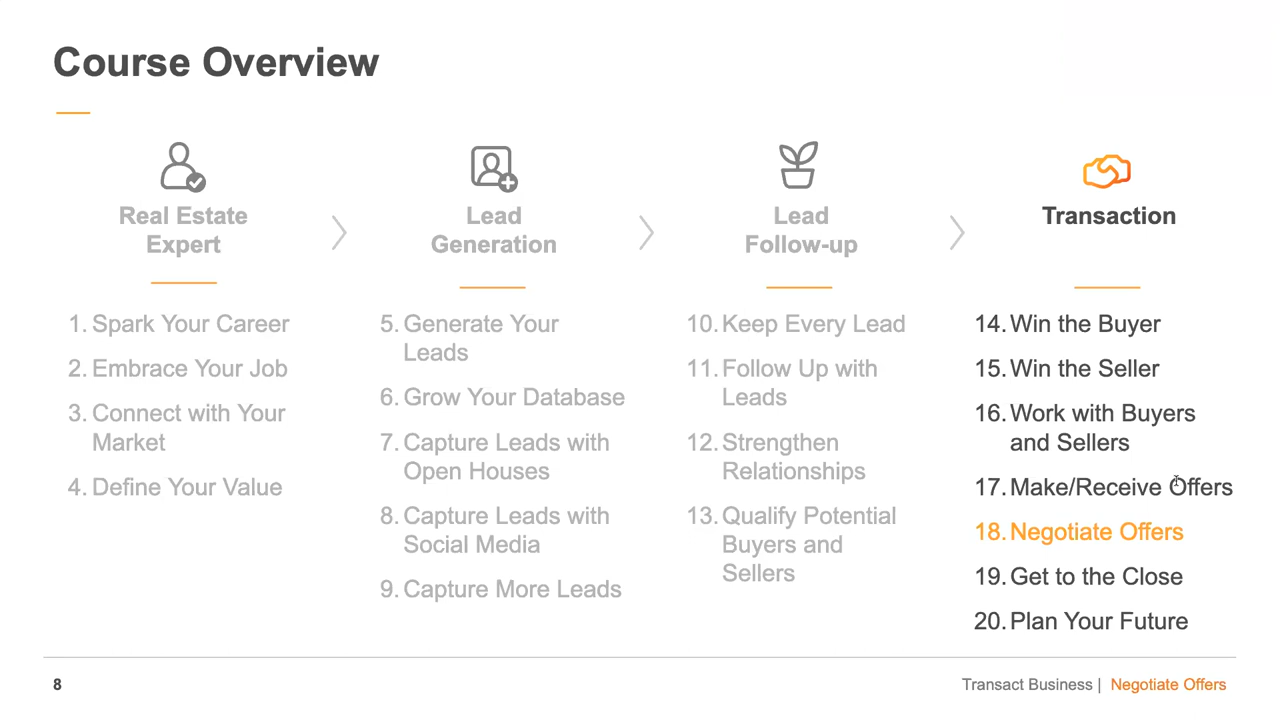 Course Overview
Real Estate
Expert
1. Spark Your Career
2. Embrace Your Job
3. Connect with Your
Market
4. Define Your Value
Lead
Generation
5. Generate Your
Leads
6. Grow Your Database
7. Capture Leads with
Open Houses
8. Capture Leads with
Social Media
9. Capture More Leads
Lead
Follow-up
10. Keep Every Lead
11. Follow Up with
Leads
12. Strengthen
Relationships
13. Qualify Potential
Buyers and
Sellers
Transaction
14. Win the Buyer
15. Win the Seller
16. Work with Buyers
and Sellers
17. Make/Receive Offers
18. Negotiate Offers
19. Get to the Close
20. Plan Your Future
8
Transact Business | Negotiate Offers